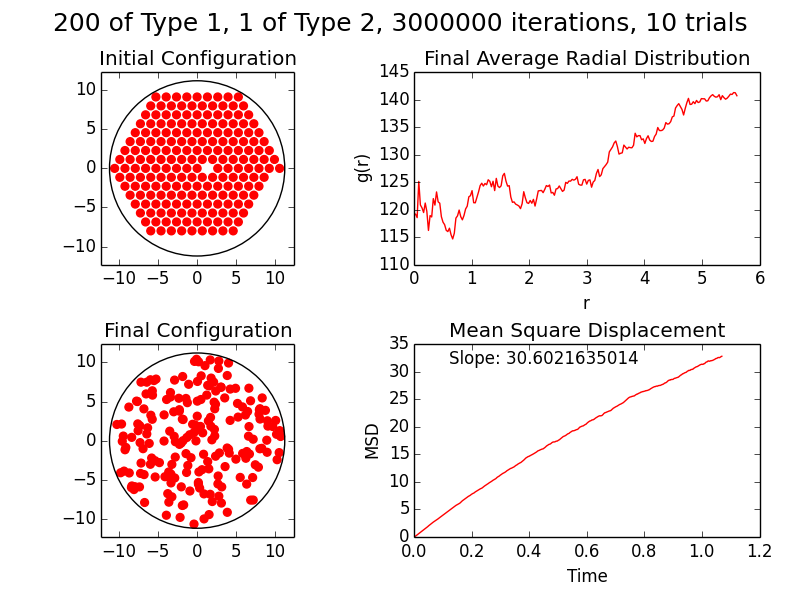 200 of Type 1, 1 of Type 2, 3000000 iterations, 10 trials
Initial Configuration
10
5
0
−5
−10
−10 −5 0 5 10
Final Average Radial Distribution
145
140
135
130
125
120
115
110
g(r)
0 1 2 3 4 5 6
r
Final Configuration
10
5
0
−5
−10
−10 −5 0 5 10
Mean Square Displacement
Slope: 30.6021635014
35
30
25
20
15
10
5
0
MSD
0.0 0.2 0.4 0.6 0.8 1.0 1.2
Time